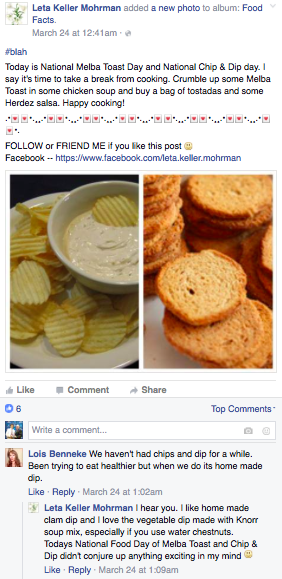 Leta Keller Mohrman added a new photo to album: Food
Facts.
March 24 at 12:41am ·
#blah
Today is National Melba Toast Day and National Chip & Dip day. I
say it's time to take a break from cooking. Crumble up some Melba
Toast in some chicken soup and buy a bag of tostadas and some
Herdez salsa. Happy cooking!
FOLLOW or FRIEND ME if you like this post
Facebook -- https://www.facebook.com/leta.keller.mohrman
Like Comment Share
6 Top Comments
Write a comment...
Lois Benneke We haven't had chips and dip for a while.
Been trying to eat healthier but when we do its home made
dip.
Like · Reply · March 24 at 1:02am
Leta Keller Mohrman I hear you. I like home made
clam dip and I love the vegetable dip made with Knorr
soup mix, especially if you use water chestnuts.
Todays National Food Day of Melba Toast and Chip &
Dip didn't conjure up anything exciting in my mind
Like · Reply · March 24 at 1:09am